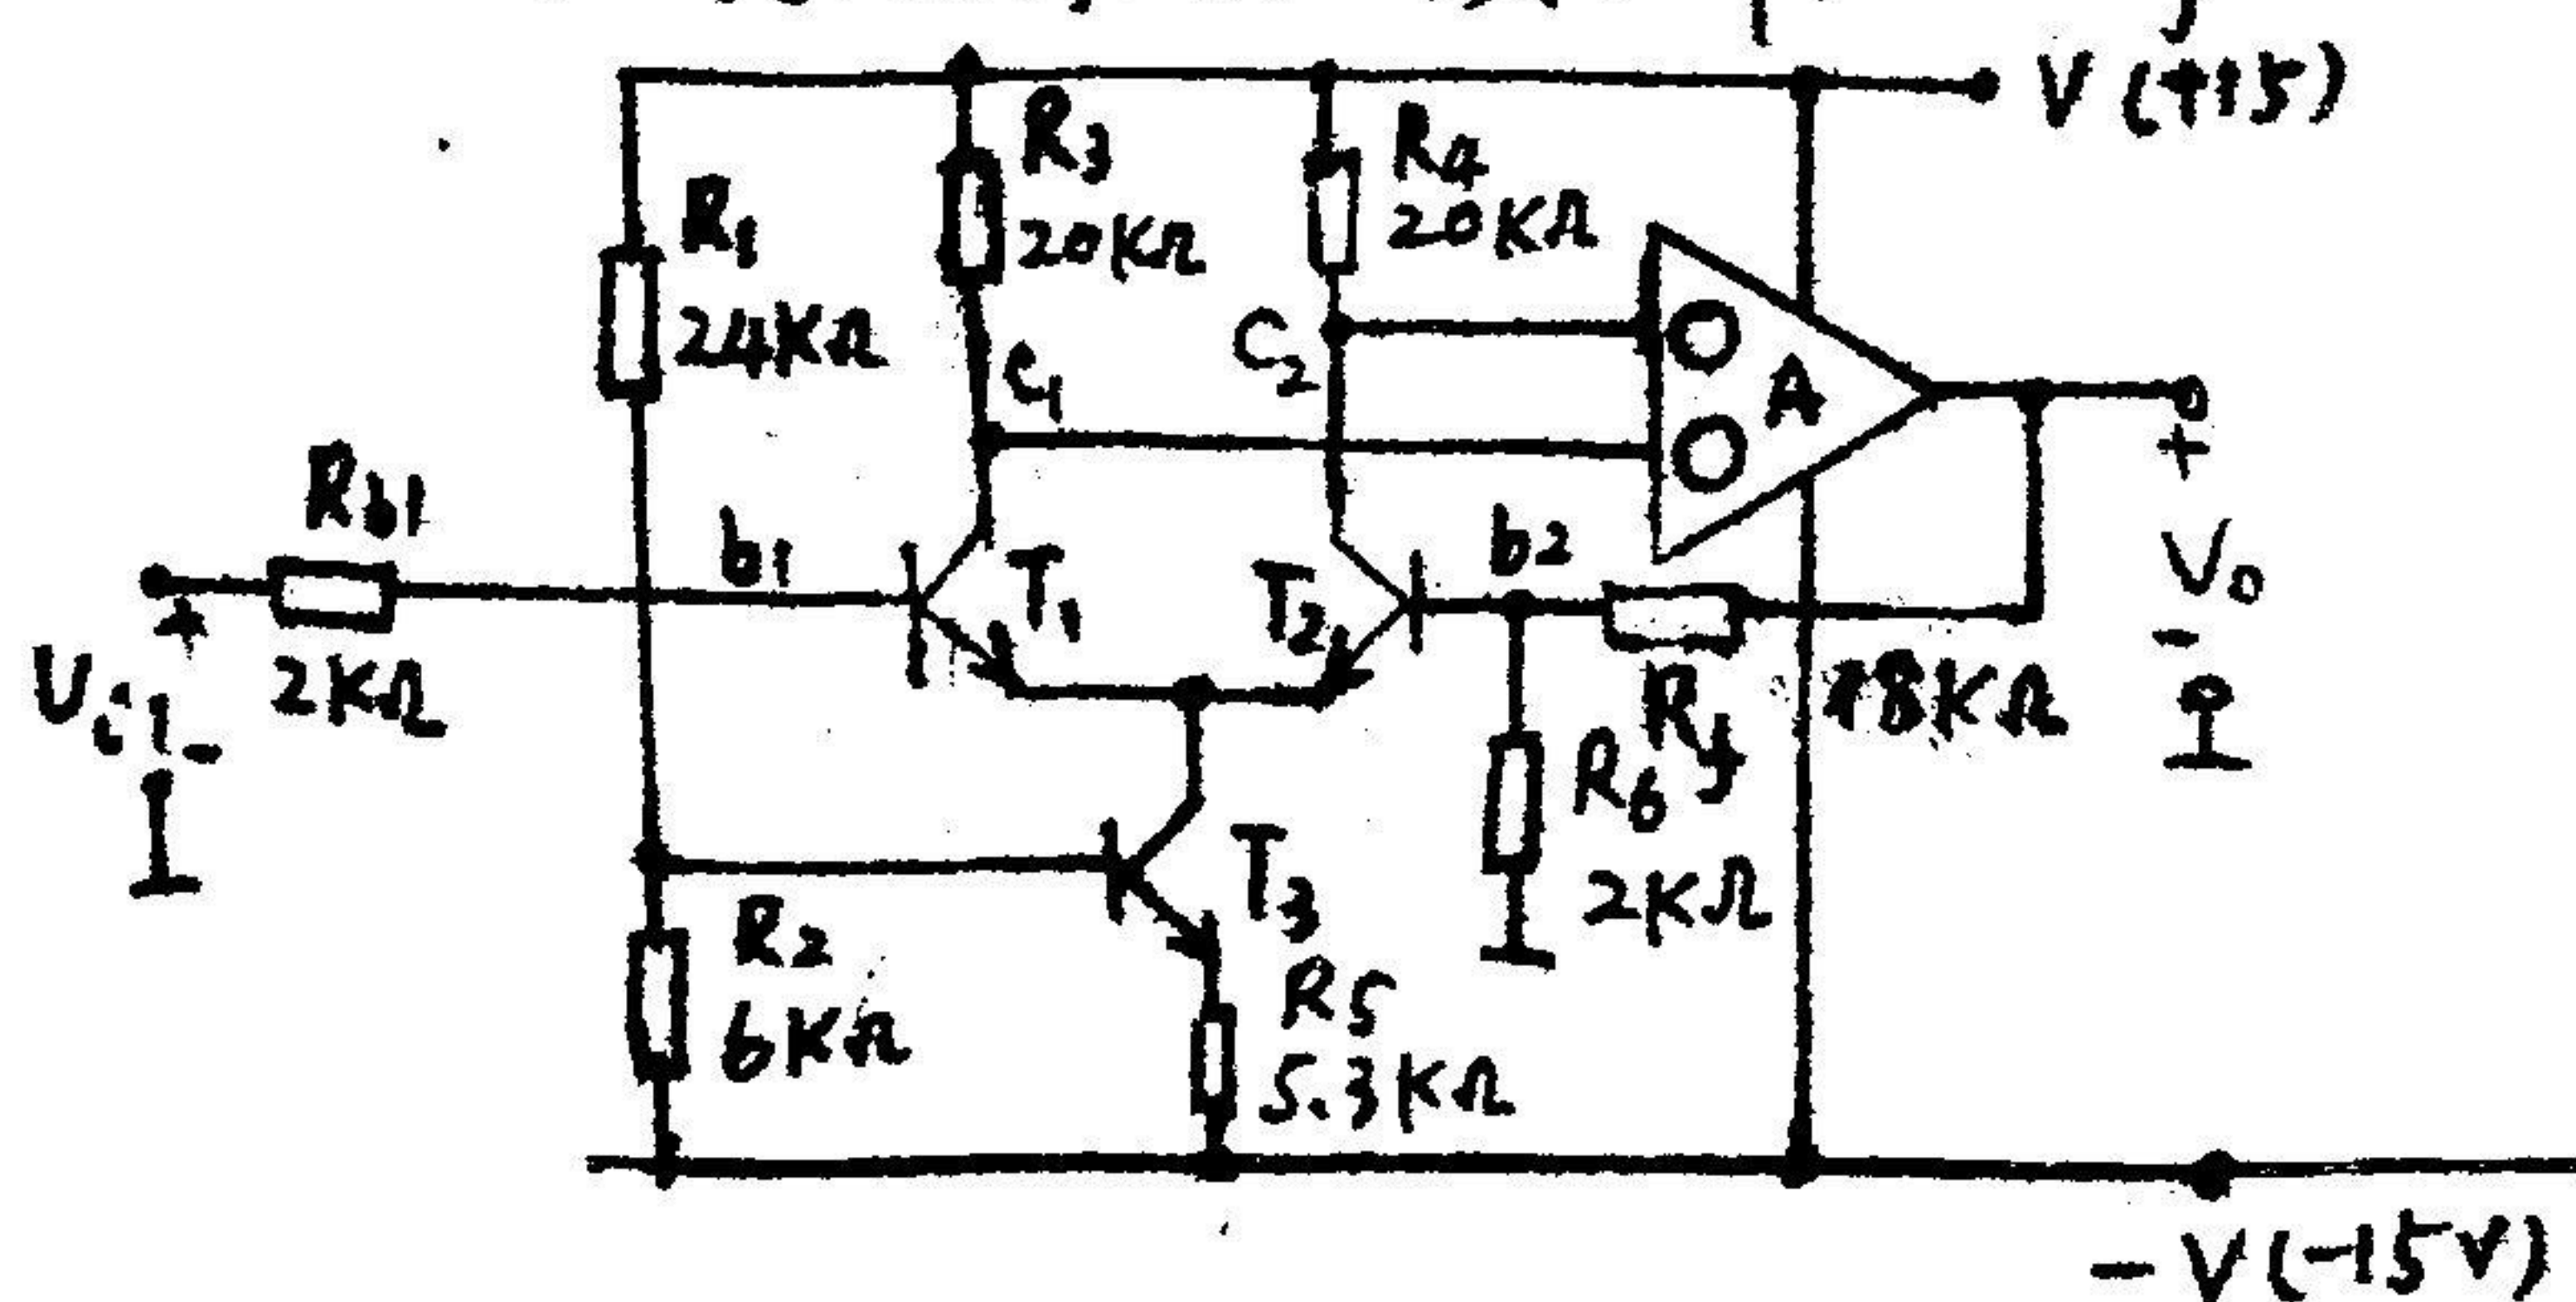 V (+15)
R3
20KΩ
R4
20KΩ
R1
24KΩ
C1
C2
A
Rb1
2KΩ
b1
T1
T2
b2
+
Vi1
-
+
Vo
-
Rf
18KΩ
R6
2KΩ
T3
R2
6KΩ
R5
5.3KΩ
-V(-15V)